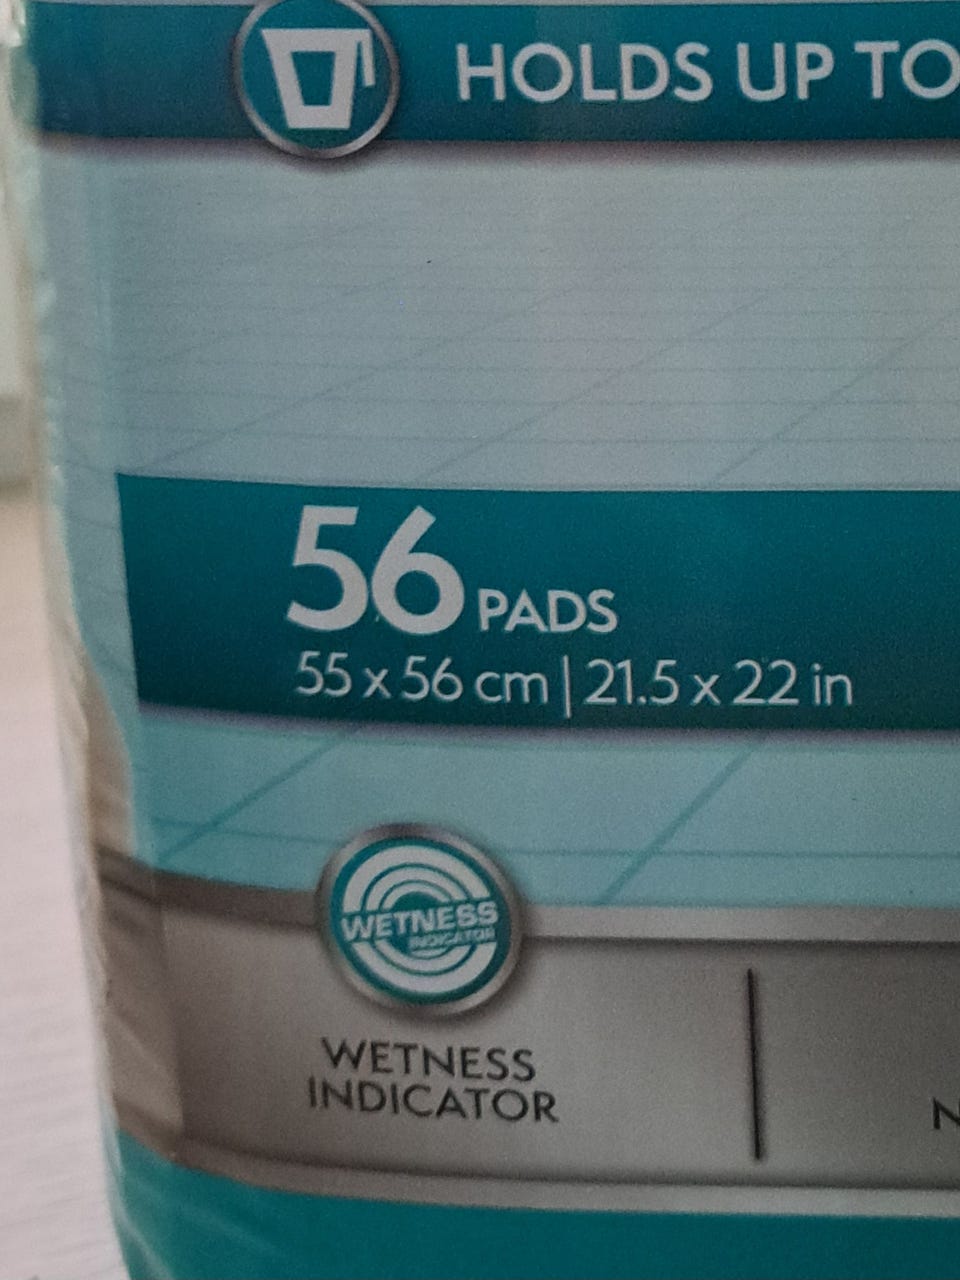 HOLDS UP TO
56 PADS
55 x 56 cm | 21.5 x 22 in
WETNESS
INDICATOR
WETNESS
INDICATOR
N